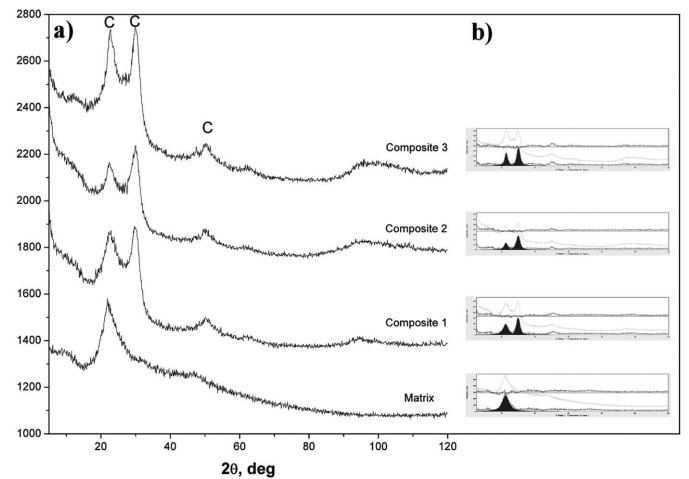 a)
b)
C C
C
2800
2600
2400
2200
2000
1800
1600
1400
1200
1000
Composite 3
Composite 2
Composite 1
Matrix
20 40 60 80 100 120
2θ, deg